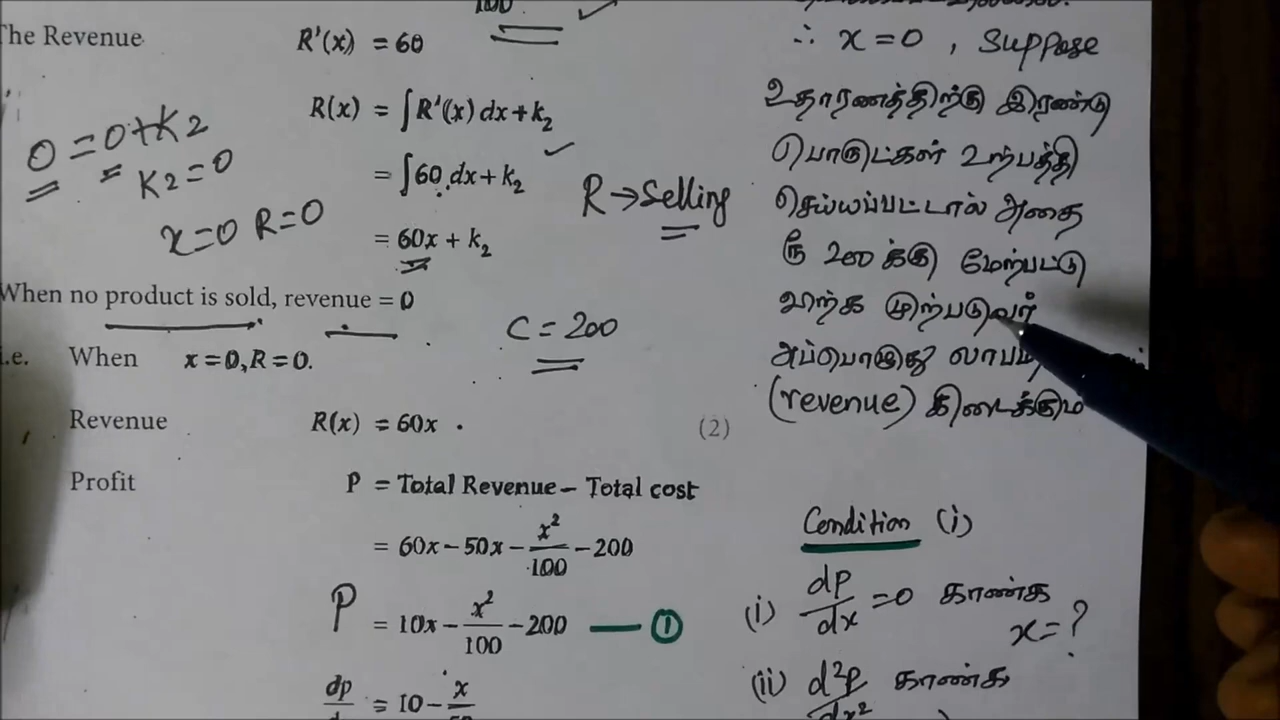 The Revenue R'(x) = 60
R(x) = ∫R'(x) dx + k₂
= ∫60 dx + k₂
= 60x + k₂
0 = 0 + K2
K2 = 0
x=0 R=0
R → Selling
When no product is sold, revenue = 0
C = 200
i.e. When x = 0, R = 0.
Revenue R(x) = 60x . (2)
Profit P = Total Revenue – Total cost
= 60x – 50x – x²/100 – 200
P = 10x – x²/100 – 200 — ①
dp = 10 – x
∴ x = 0 , Suppose
உதாரணத்திற்கு இரண்டு
பொருட்கள் உற்பத்தி
செய்யப்பட்டால் அதை
ரூ 200 க்கு மேற்பட்டு
விற்க முற்படுவர்
அப்பொழுது
(revenue) கிடைக்கும்
Condition (i)
(i) dp/dx = 0 காண்க
x = ?
(ii) d²p/dx² காண்க